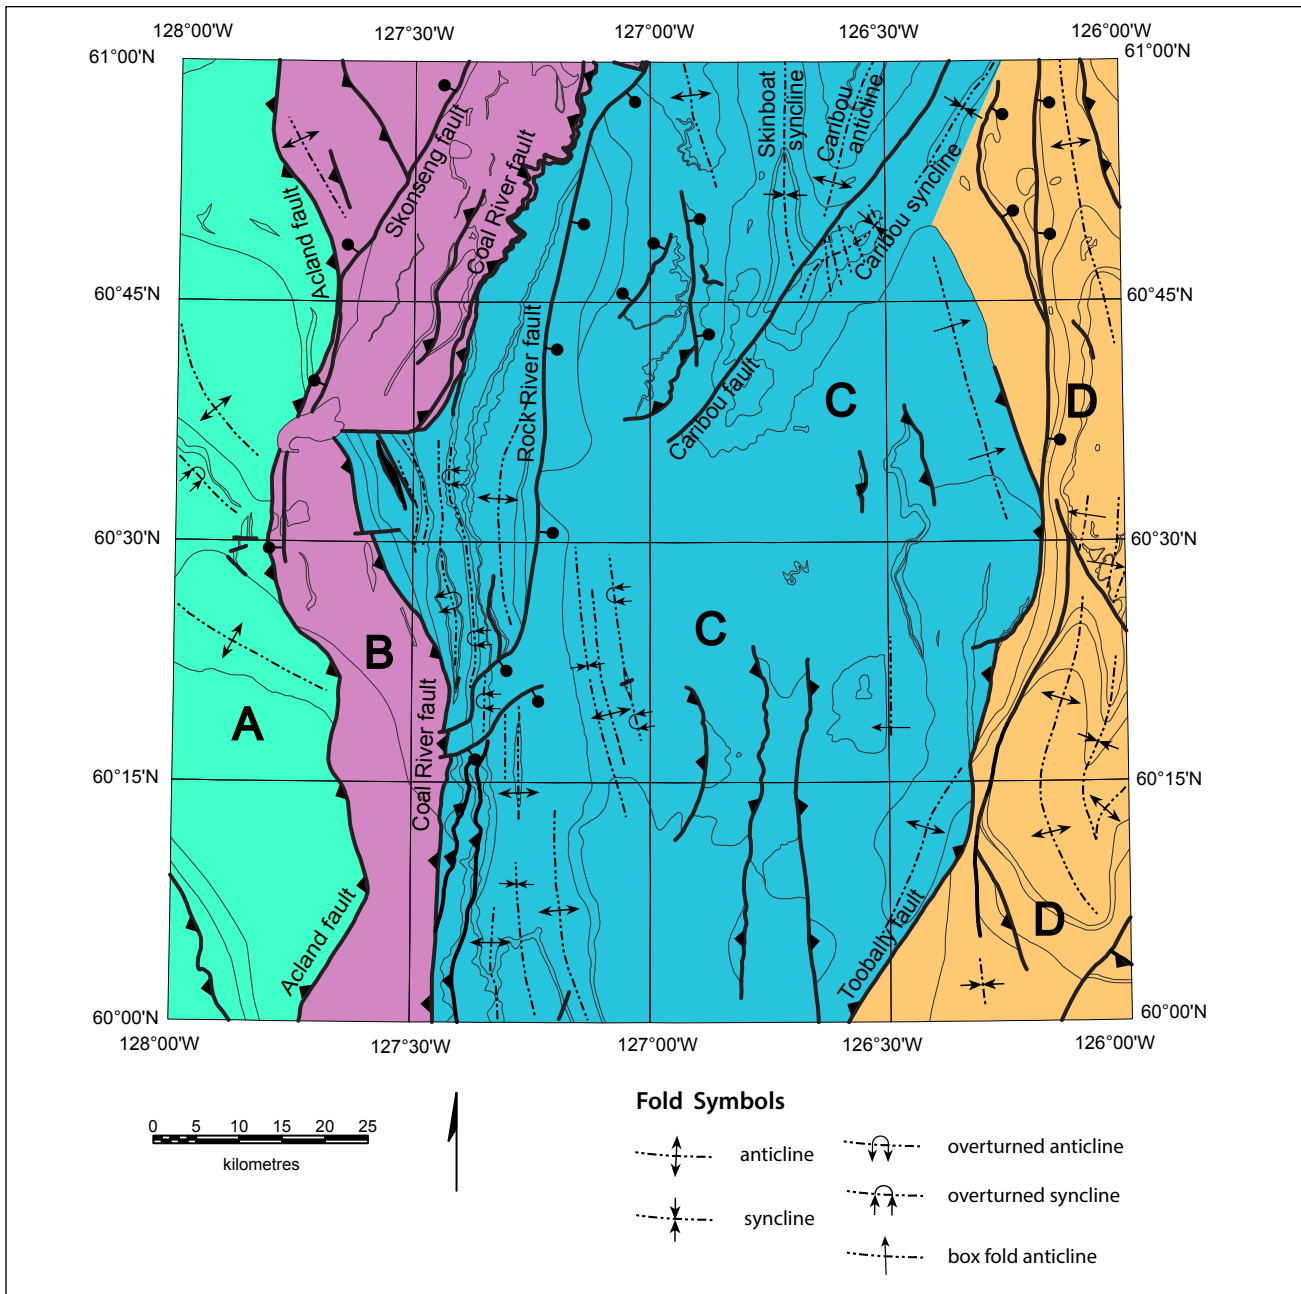 128°00'W 127°30'W 127°00'W 126°30'W 126°00'W
61°00'N 61°00'N
Skinboat
syncline
Caribou
anticline
Skonseng fault
Coal River fault
Caribou syncline
Acland fault
60°45'N 60°45'N
Rock River fault
Caribou fault
C
D
60°30'N 60°30'N
C
B
A
Coal River fault
60°15'N 60°15'N
Acland fault
Toobally fault
D
60°00'N 60°00'N
128°00'W 127°30'W 127°00'W 126°30'W 126°00'W
Fold Symbols
0 5 10 15 20 25
kilometres
anticline
syncline
overturned anticline
overturned syncline
box fold anticline